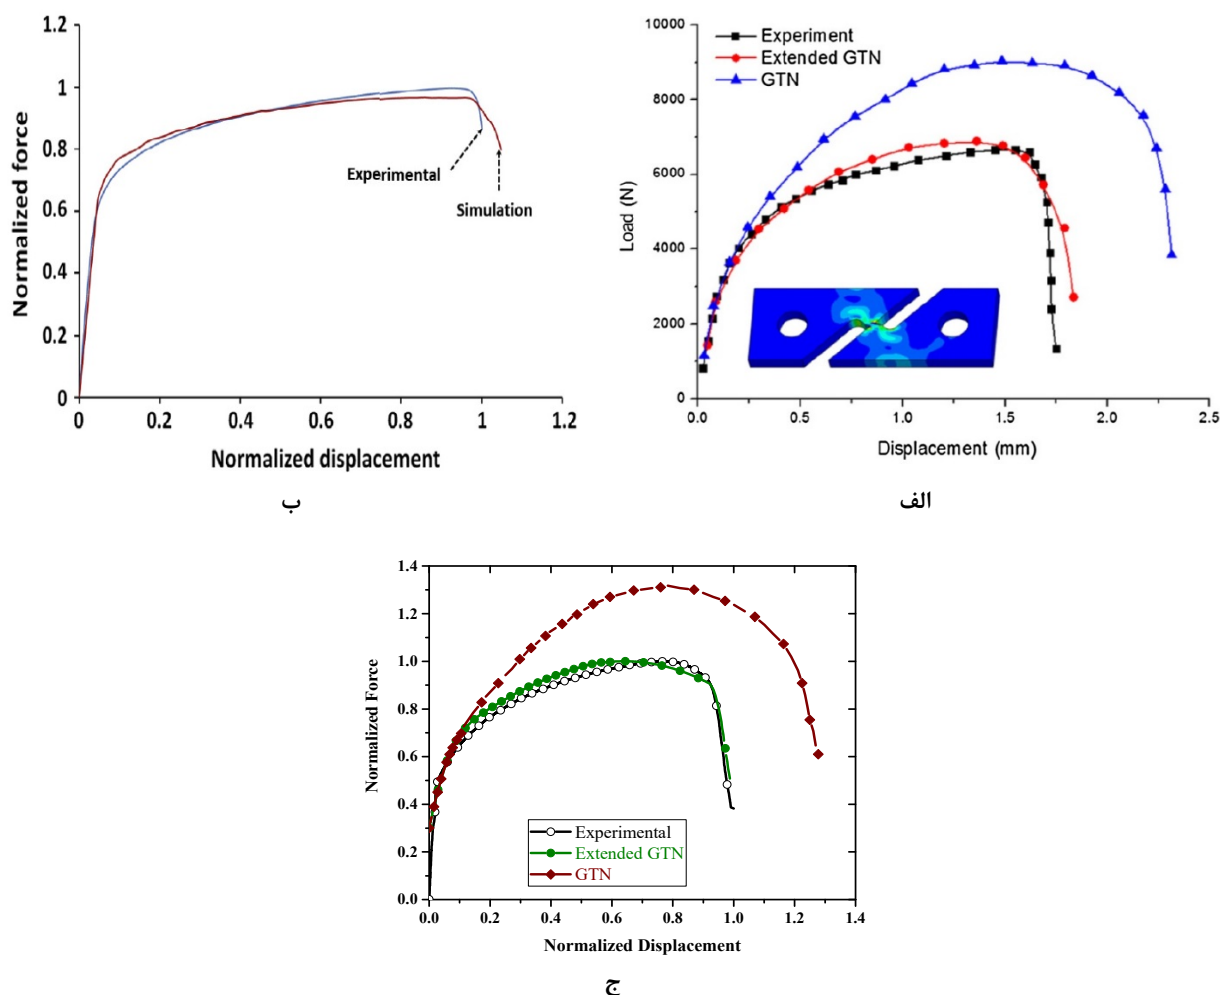 1.2
1
0.8
0.6
0.4
0.2
0
0 0.2 0.4 0.6 0.8 1 1.2
Normalized force
Normalized displacement
Experimental
Simulation
ب
10000
8000
6000
4000
2000
0
0.0 0.5 1.0 1.5 2.0 2.5
Load (N)
Displacement (mm)
Experiment
Extended GTN
GTN
الف
1.4
1.2
1.0
0.8
0.6
0.4
0.2
0.0
0.0 0.2 0.4 0.6 0.8 1.0 1.2 1.4
Normalized Force
Normalized Displacement
Experimental
Extended GTN
GTN
ج